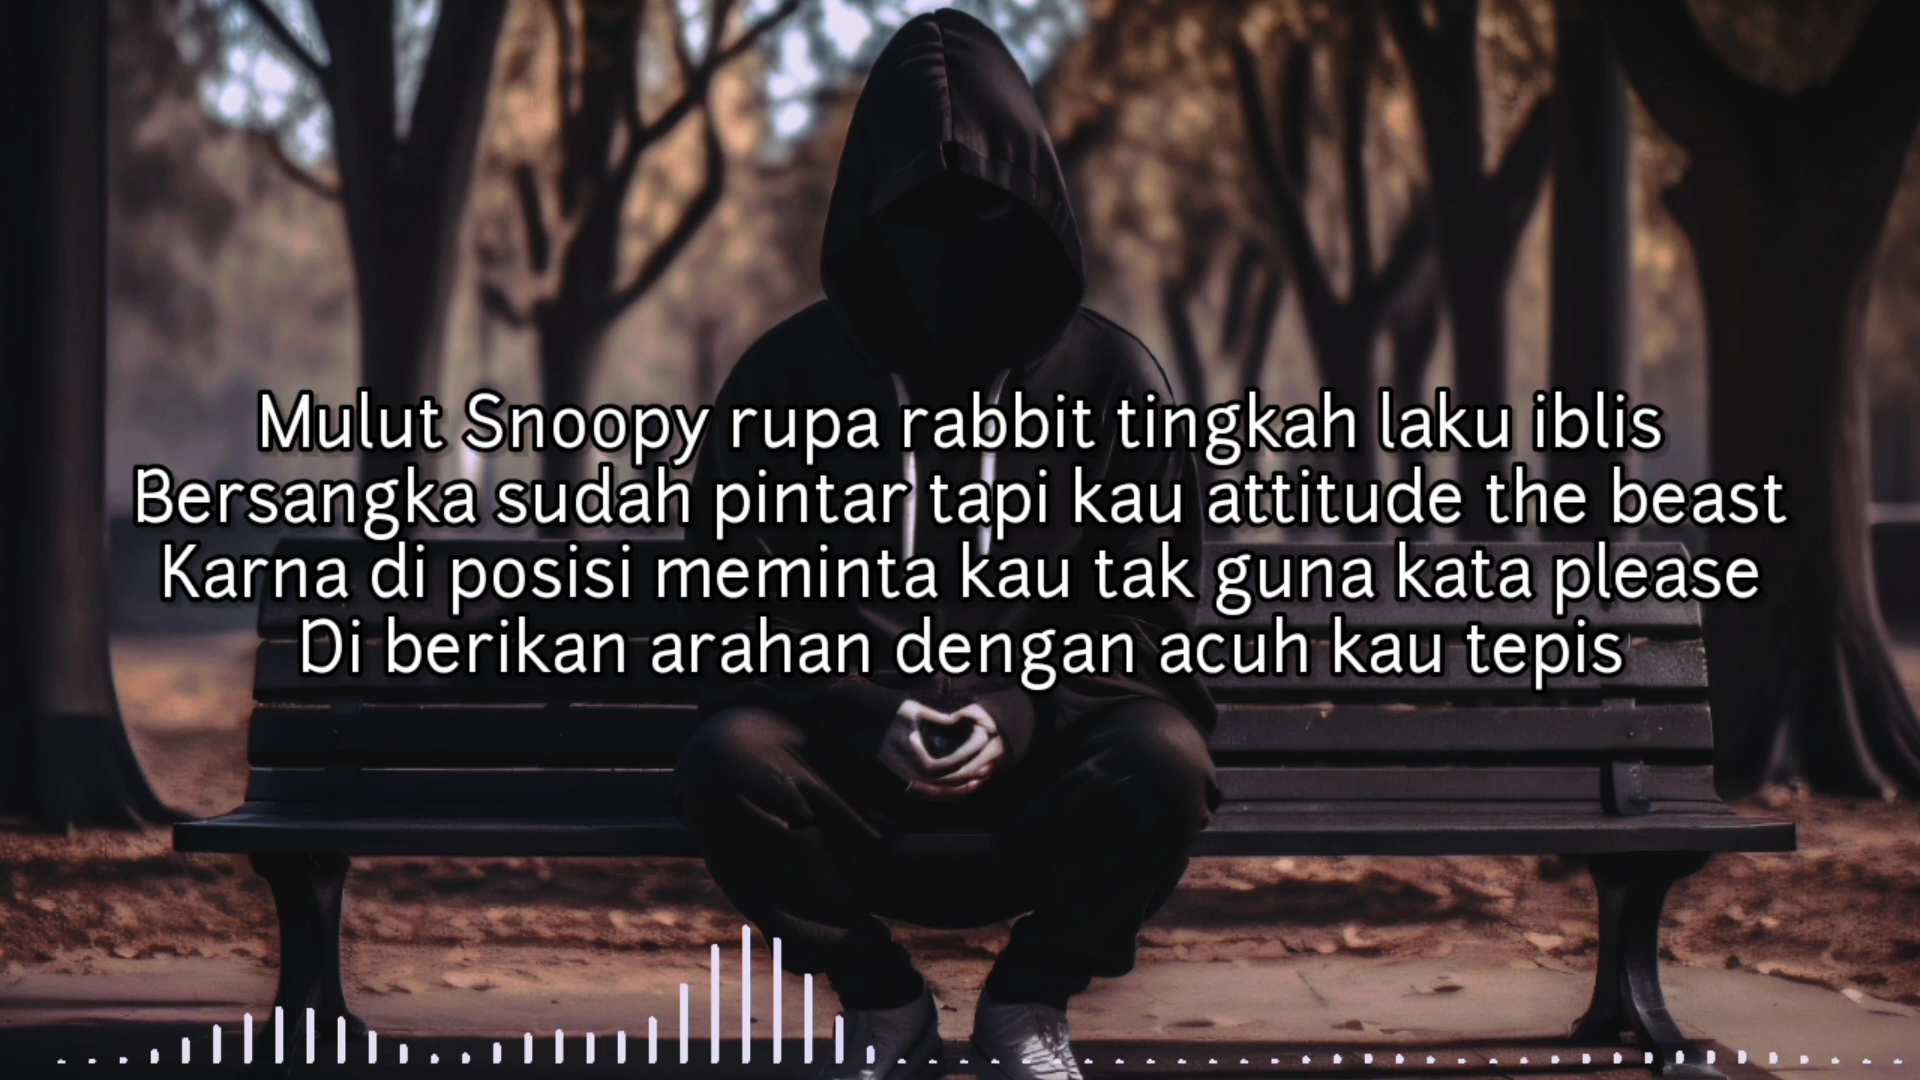 Mulut Snoopy rupa rabbit tingkah laku iblis
Bersangka sudah pintar tapi kau attitude the beast
Karna di posisi meminta kau tak guna kata please
Di berikan arahan dengan acuh kau tepis